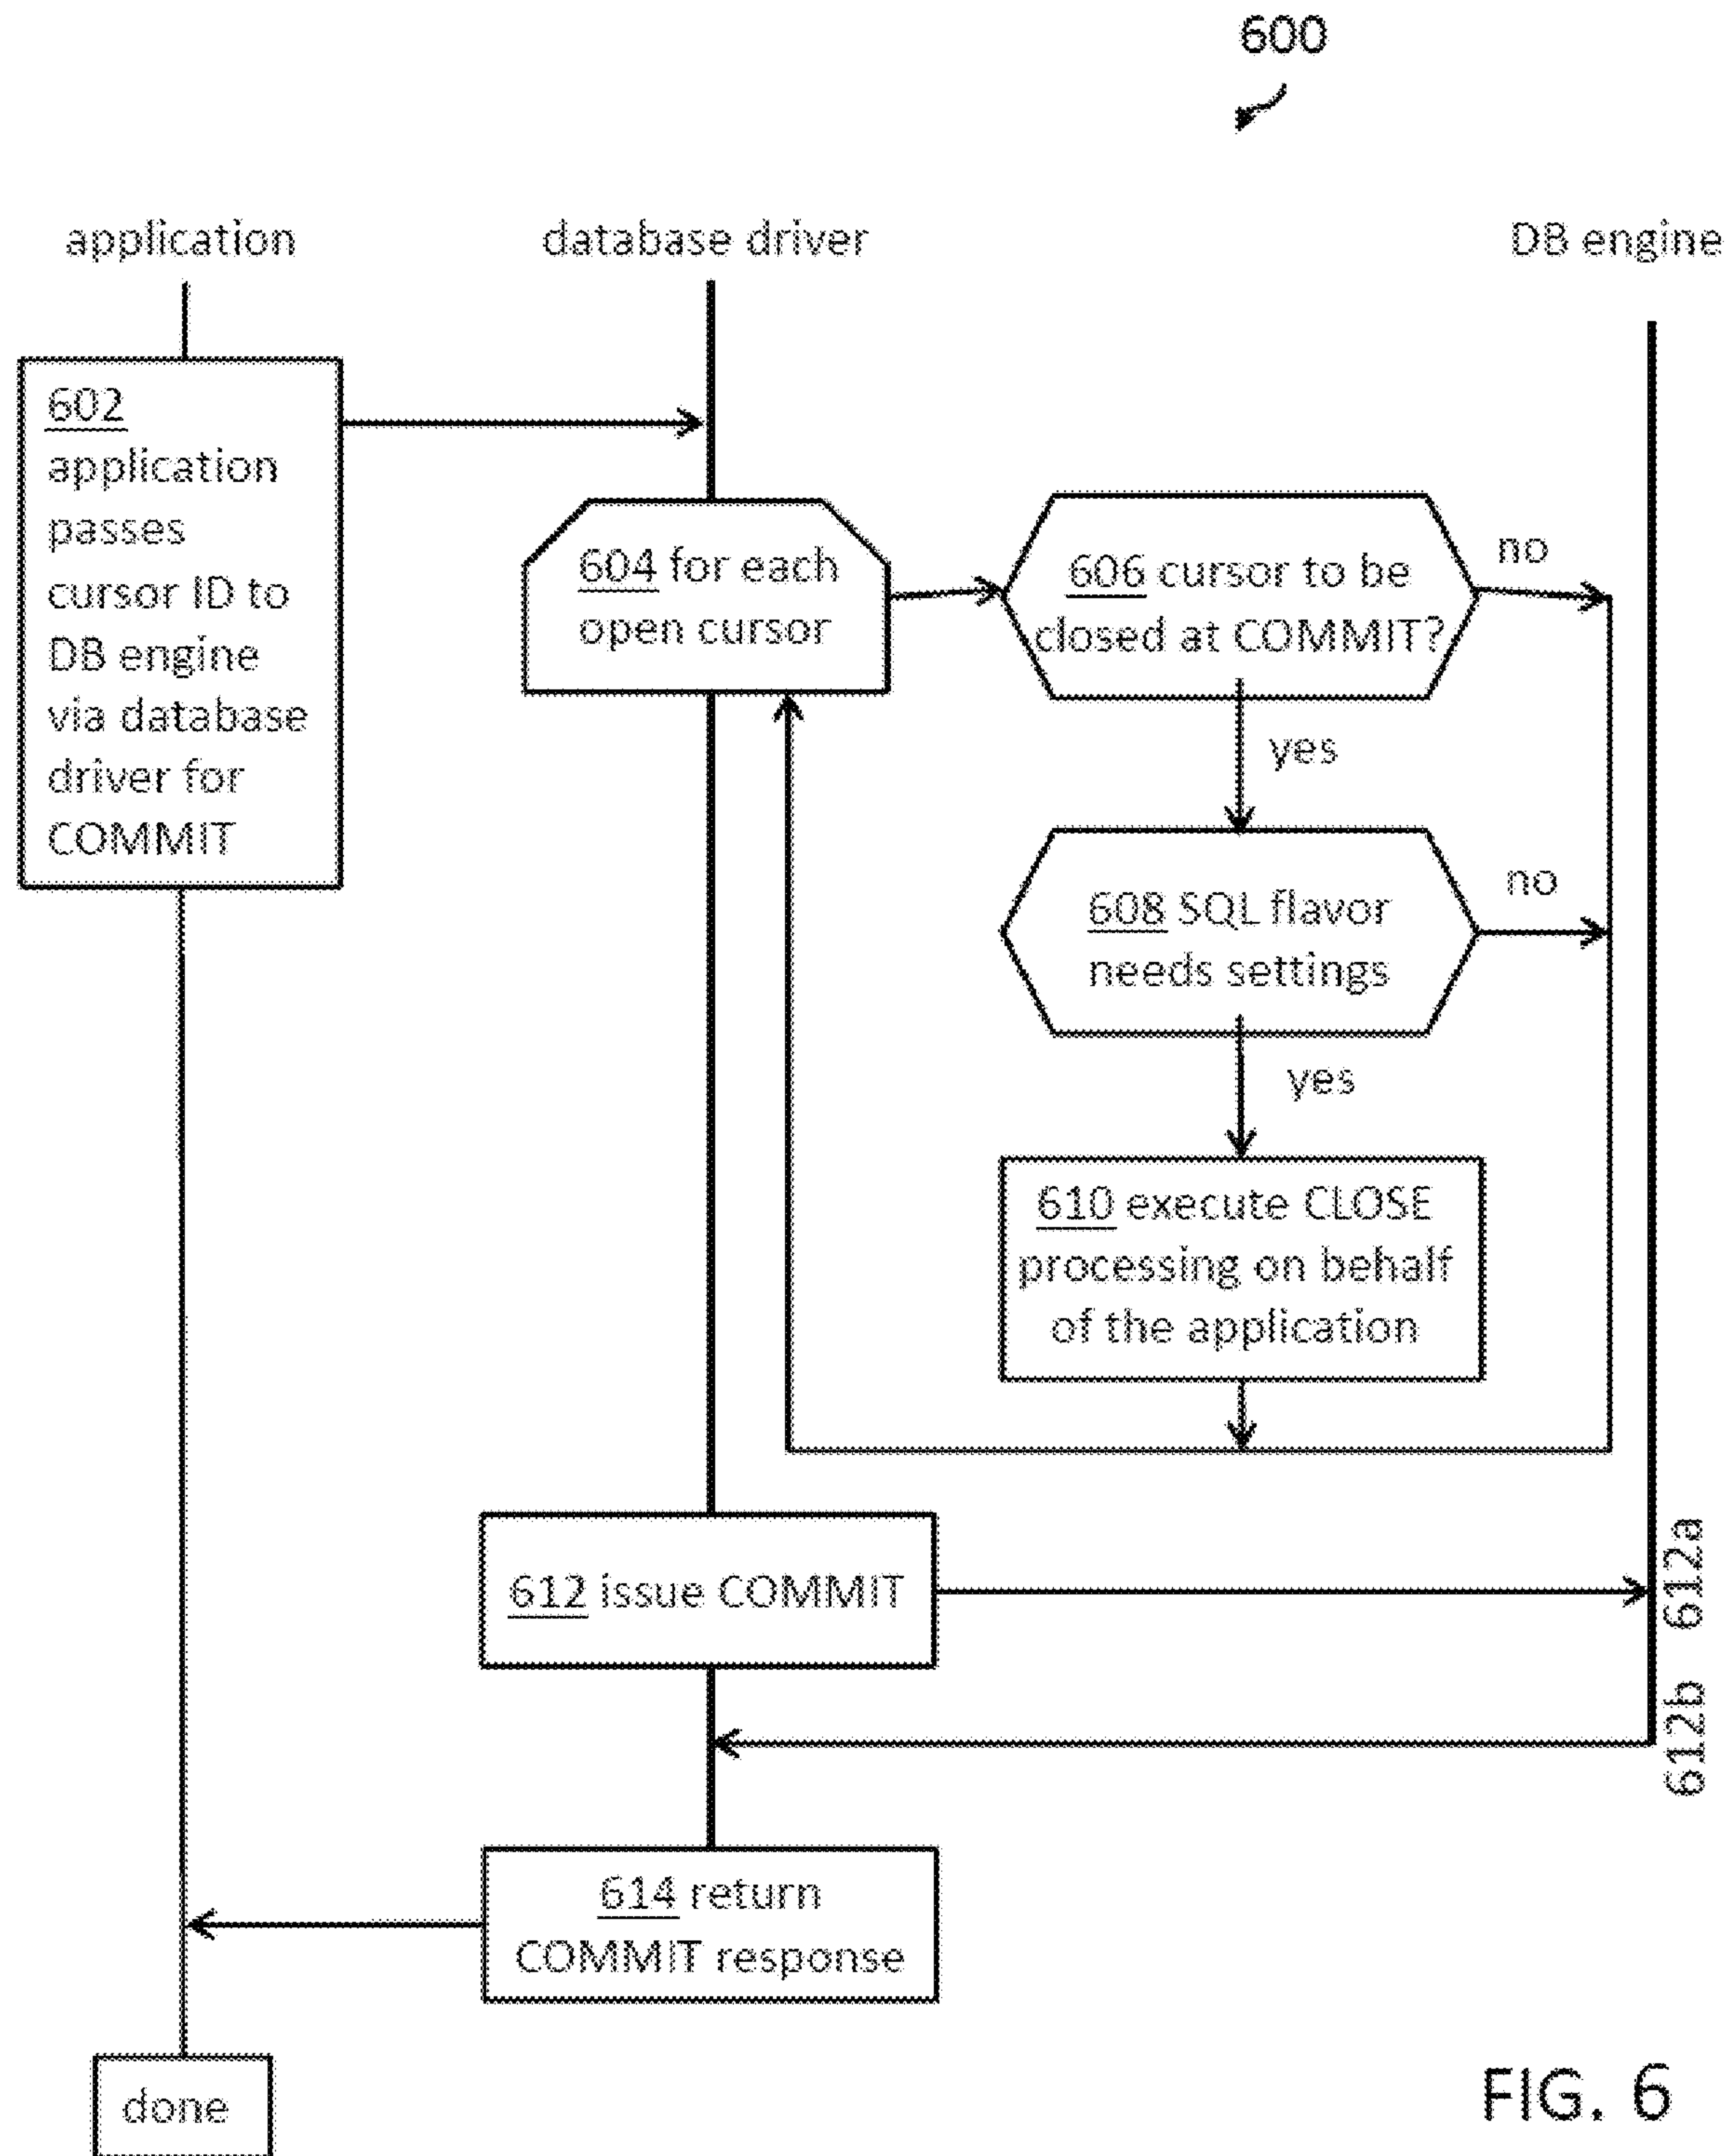 600
application
database driver
DB engine
602
application
passes
cursor ID to
DB engine
via database
driver for
COMMIT
604 for each
open cursor
606 cursor to be
closed at COMMIT?
no
yes
608 SQL flavor
needs settings
no
yes
610 execute CLOSE
processing on behalf
of the application
612 issue COMMIT
612a
612b
614 return
COMMIT response
done
FIG. 6